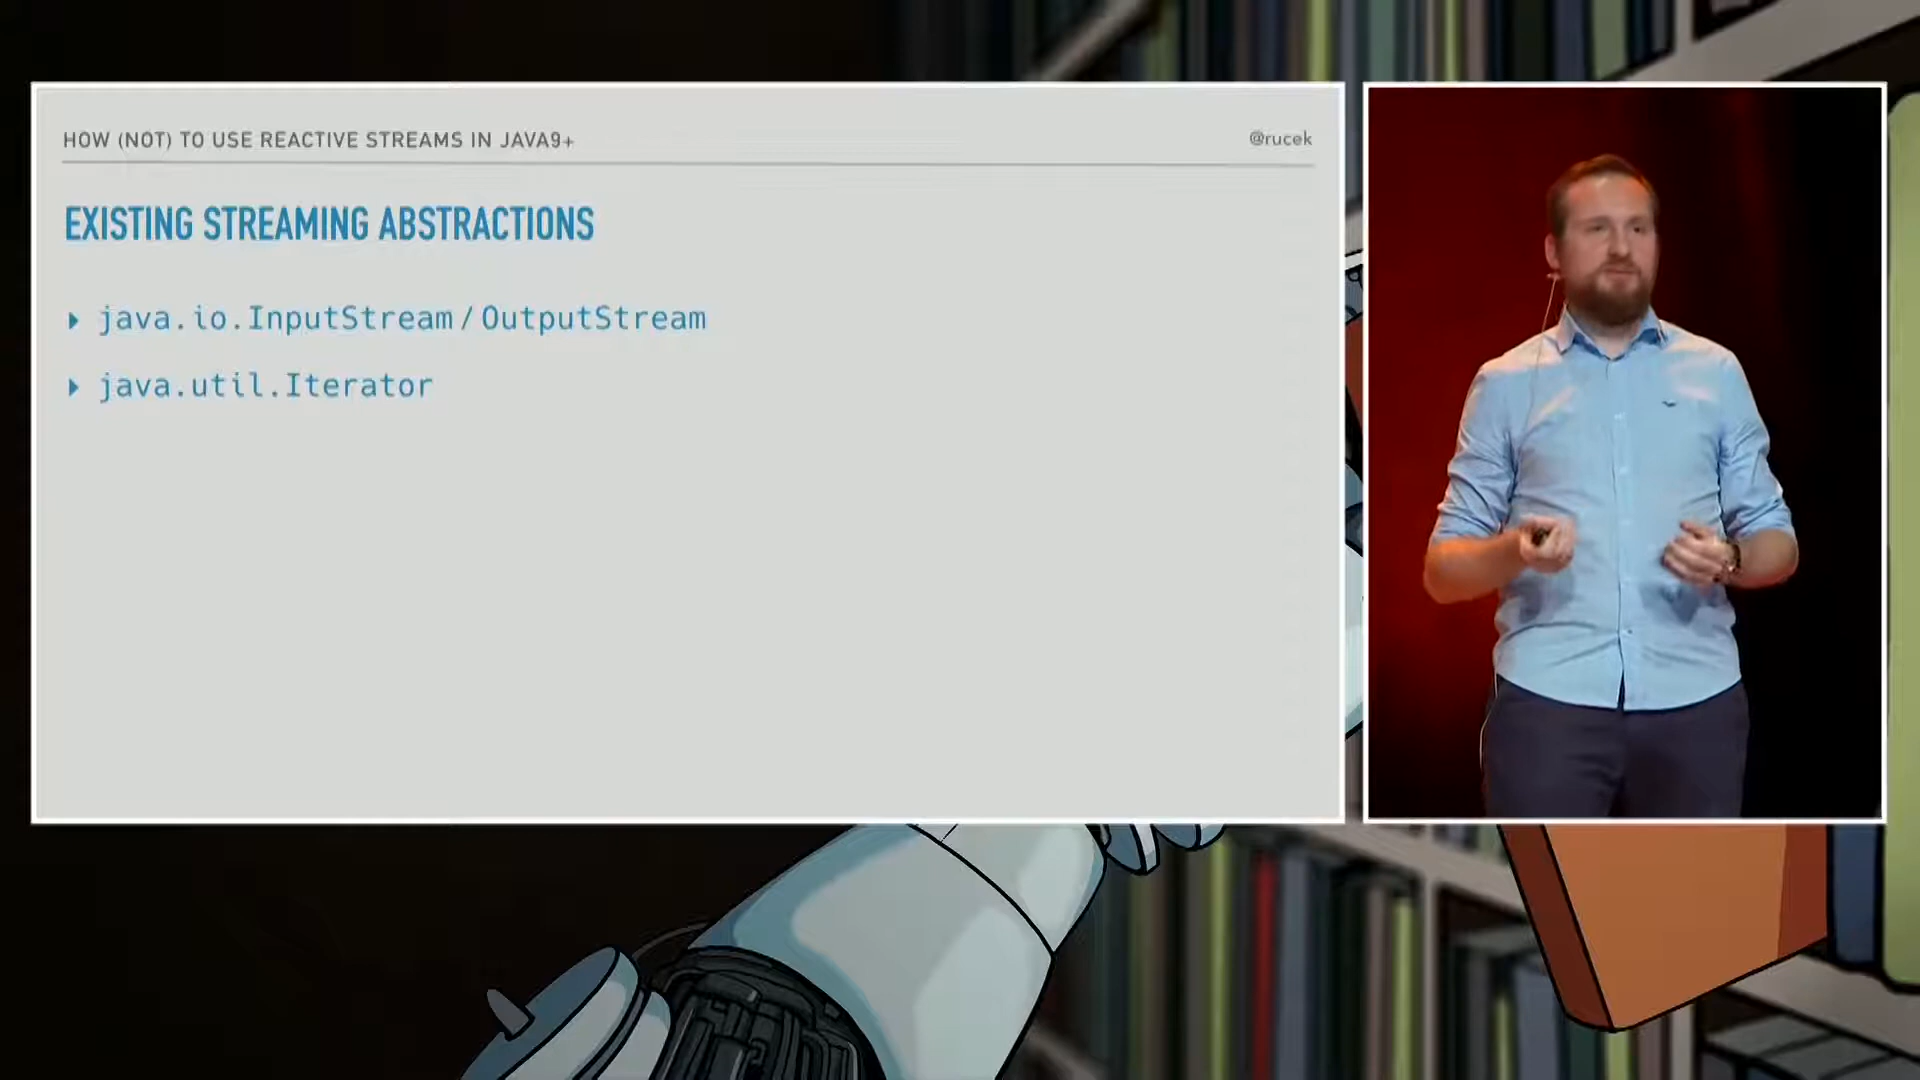 HOW (NOT) TO USE REACTIVE STREAMS IN JAVA9+
@rucek
EXISTING STREAMING ABSTRACTIONS
java.io.InputStream/OutputStream
java.util.Iterator